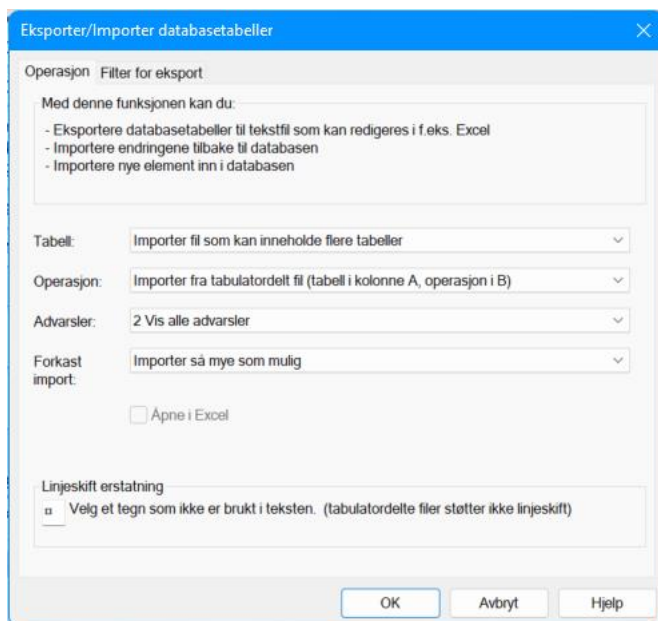 Eksporter/Importer databasetabeller
Operasjon Filter for eksport
Med denne funksjonen kan du:
- Eksportere databasetabeller til tekstfil som kan redigeres i f.eks. Excel
- Importere endringene tilbake til databasen
- Importere nye element inn i databasen
Tabell: Importer fil som kan inneholde flere tabeller
Operasjon: Importer fra tabulatordelt fil (tabell i kolonne A, operasjon i B)
Advarsler: 2 Vis alle advarsler
Forkast import: Importer så mye som mulig
Åpne i Excel
Linjeskift erstatning
¤ Velg et tegn som ikke er brukt i teksten. (tabulatordelte filer støtter ikke linjeskift)
OK Avbryt Hjelp